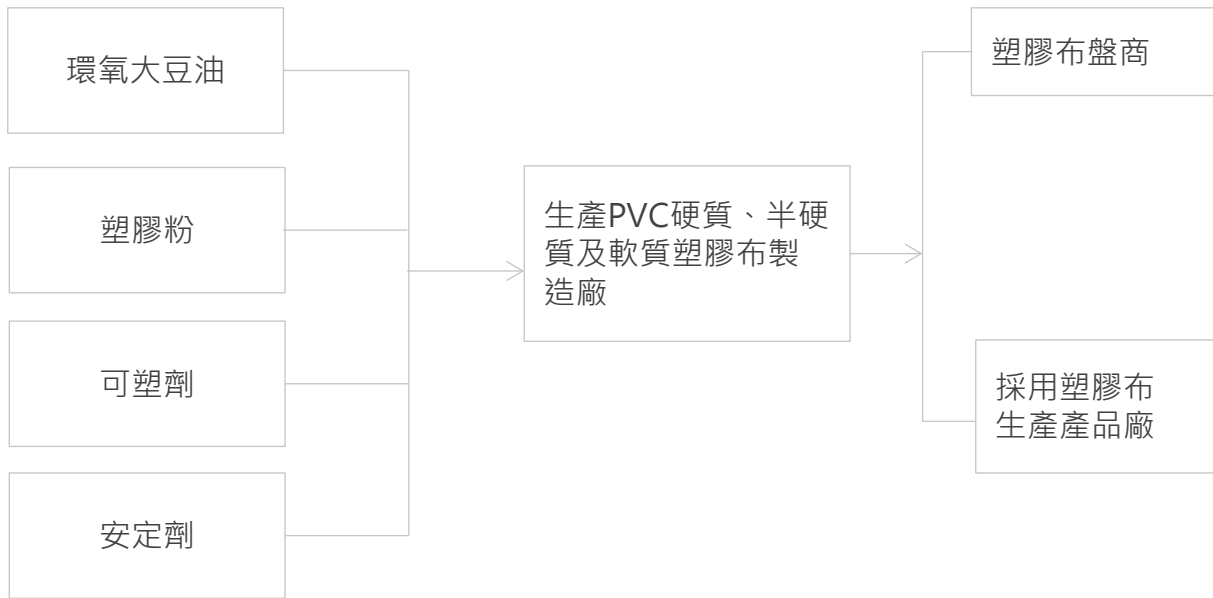 環氧大豆油
塑膠粉
可塑劑
安定劑
生產PVC硬質、半硬
質及軟質塑膠布製
造廠
塑膠布盤商
採用塑膠布
生產產品廠